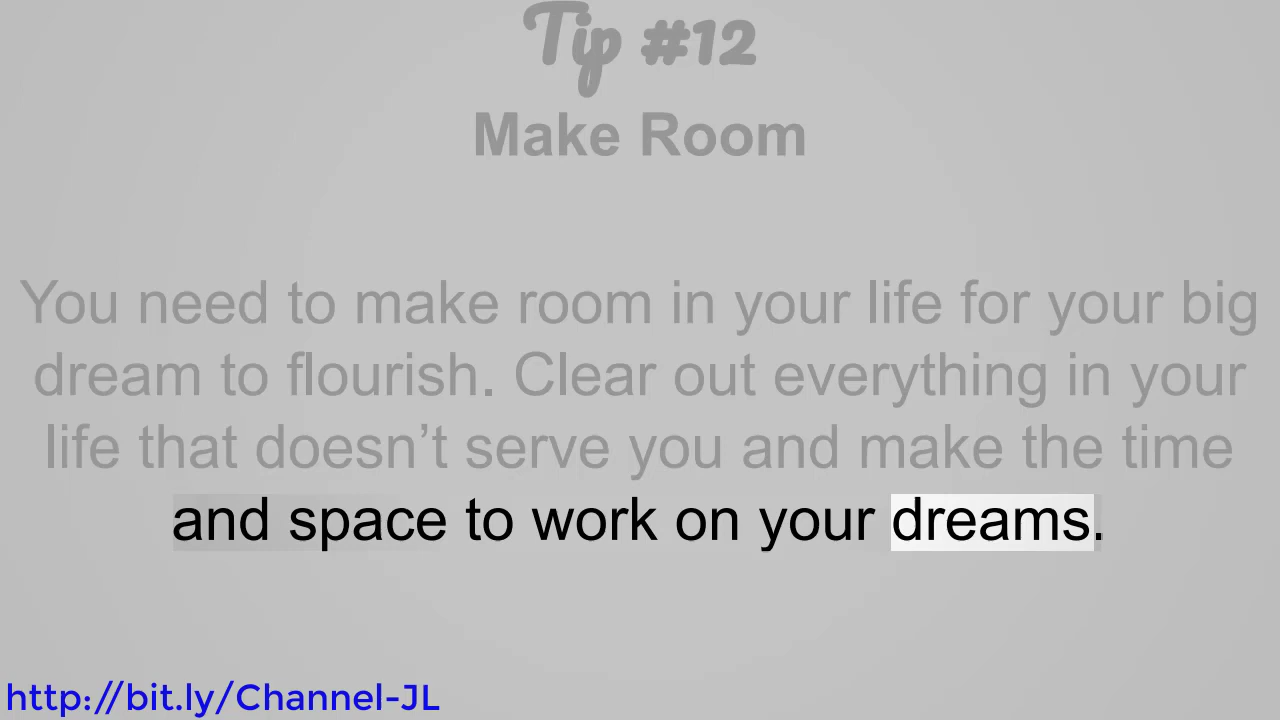 Tip #12
Make Room
You need to make room in your life for your big
dream to flourish. Clear out everything in your
life that doesn’t serve you and make the time
and space to work on your dreams.
http://bit.ly/Channel-JL